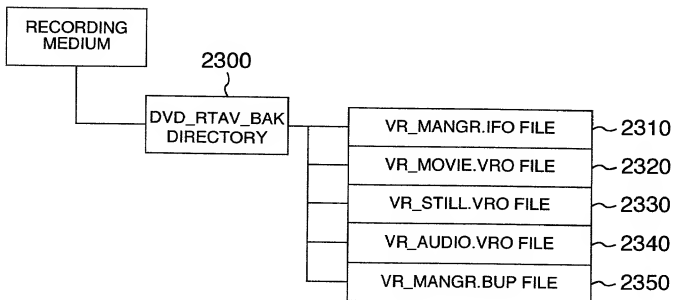 RECORDING
MEDIUM
2300
DVD_RTAV_BAK
DIRECTORY
VR_MANGR.IFO FILE
2310
VR_MOVIE.VRO FILE
2320
VR_STILL.VRO FILE
2330
VR_AUDIO.VRO FILE
2340
VR_MANGR.BUP FILE
2350